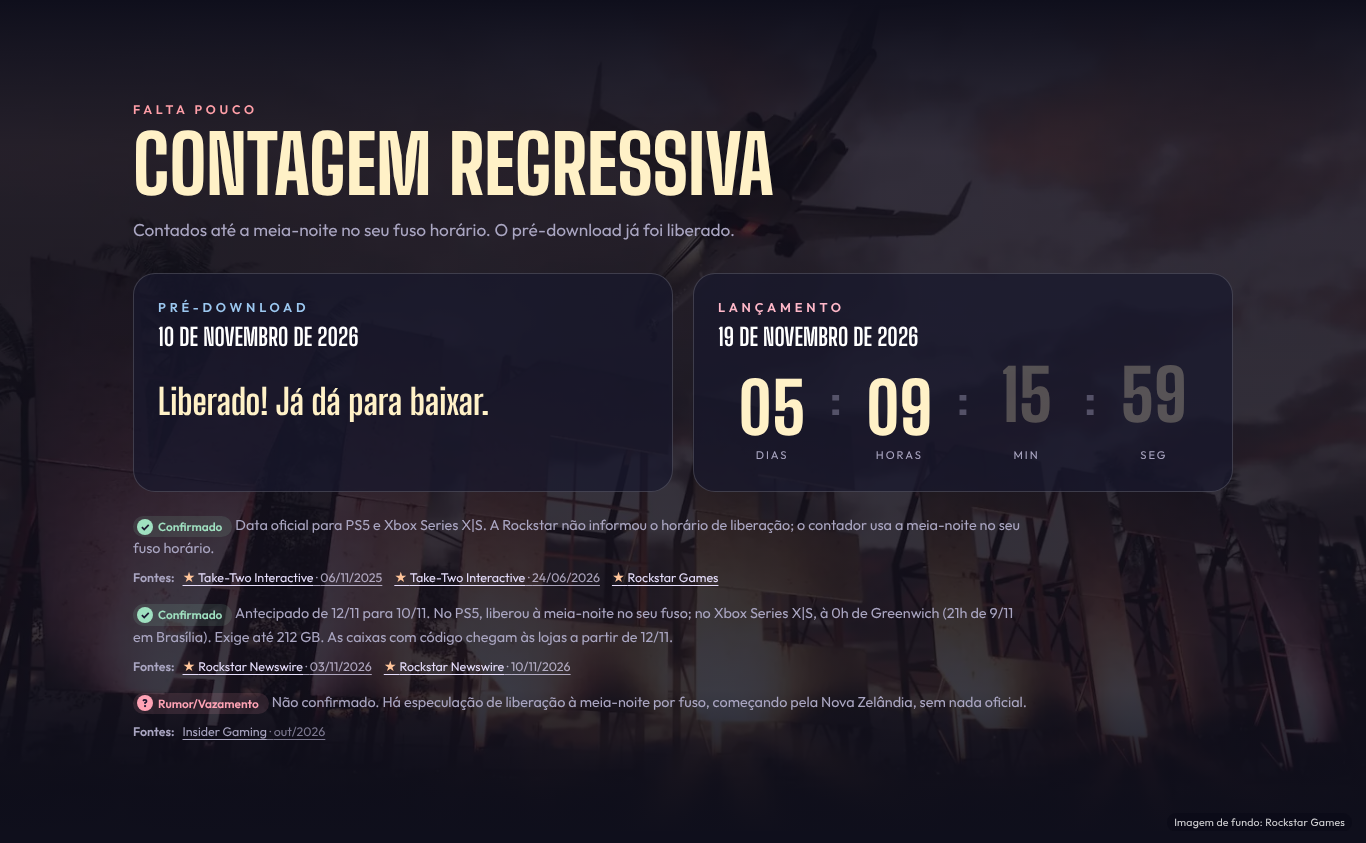 FALTA POUCO
CONTAGEM REGRESSIVA
Contados até a meia-noite no seu fuso horário. O pré-download já foi liberado.
PRÉ-DOWNLOAD
10 DE NOVEMBRO DE 2026
Liberado! Já dá para baixar.
LANÇAMENTO
19 DE NOVEMBRO DE 2026
05 : 09 : 15 : 59
DIAS HORAS MIN SEG
Confirmado Data oficial para PS5 e Xbox Series X|S. A Rockstar não informou o horário de liberação; o contador usa a meia-noite no seu
fuso horário.
Fontes: ★ Take-Two Interactive · 06/11/2025 ★ Take-Two Interactive · 24/06/2026 ★ Rockstar Games
Confirmado Antecipado de 12/11 para 10/11. No PS5, liberou à meia-noite no seu fuso; no Xbox Series X|S, à 0h de Greenwich (21h de 9/11
em Brasília). Exige até 212 GB. As caixas com código chegam às lojas a partir de 12/11.
Fontes: ★ Rockstar Newswire · 03/11/2026 ★ Rockstar Newswire · 10/11/2026
? Rumor/Vazamento Não confirmado. Há especulação de liberação à meia-noite por fuso, começando pela Nova Zelândia, sem nada oficial.
Fontes: Insider Gaming · out/2026
Imagem de fundo: Rockstar Games